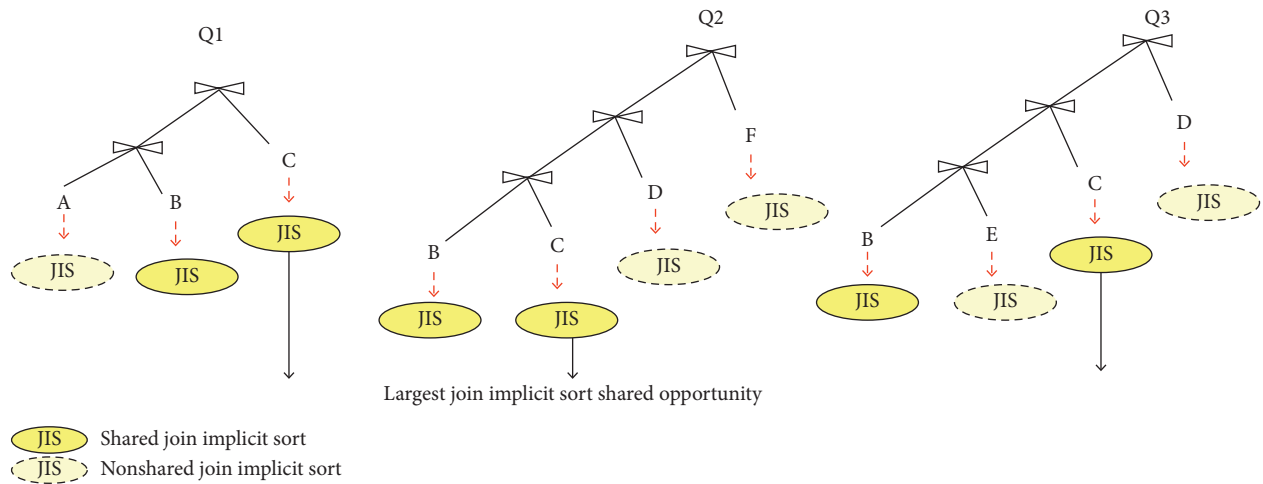 Q1
A
B
C
JIS
JIS
JIS
Q2
F
D
B
C
JIS
JIS
JIS
JIS
Q3
D
C
B
E
JIS
JIS
JIS
JIS
Largest join implicit sort shared opportunity
JIS Shared join implicit sort
JIS Nonshared join implicit sort